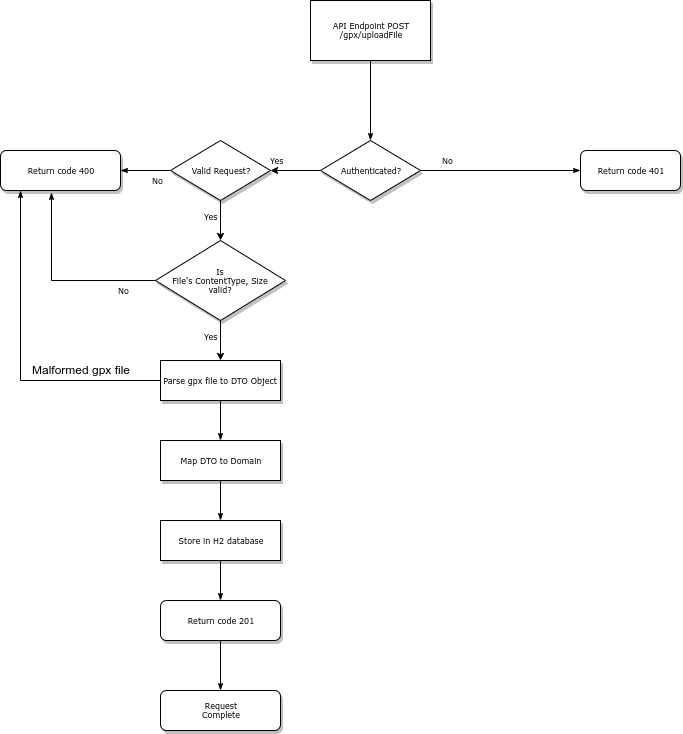 API Endpoint POST
/gpx/uploadFile
Return code 400
No
Valid Request?
Yes
Authenticated?
No
Return code 401
Yes
Is
File's ContentType, Size
valid?
No
Yes
Malformed gpx file
Parse gpx file to DTO Object
Map DTO to Domain
Store in H2 database
Return code 201
Request
Complete